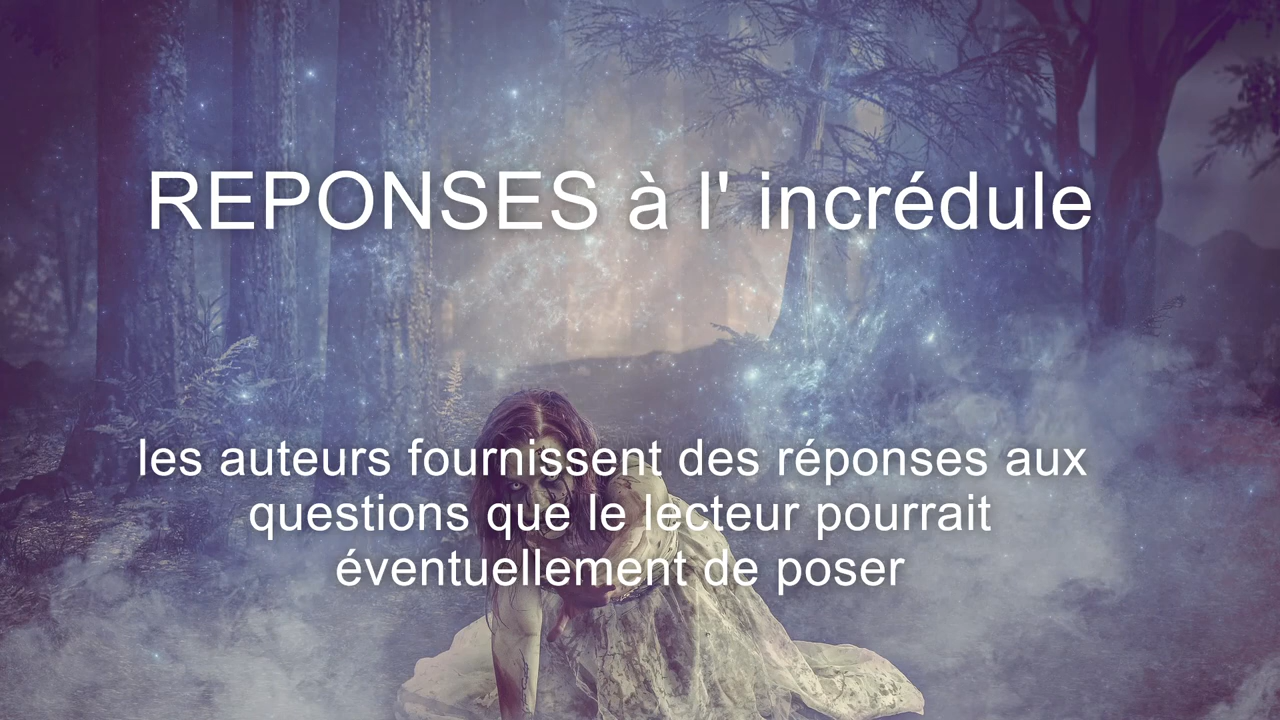 REPONSES à l' incrédule
les auteurs fournissent des réponses aux
questions que le lecteur pourrait
éventuellement de poser